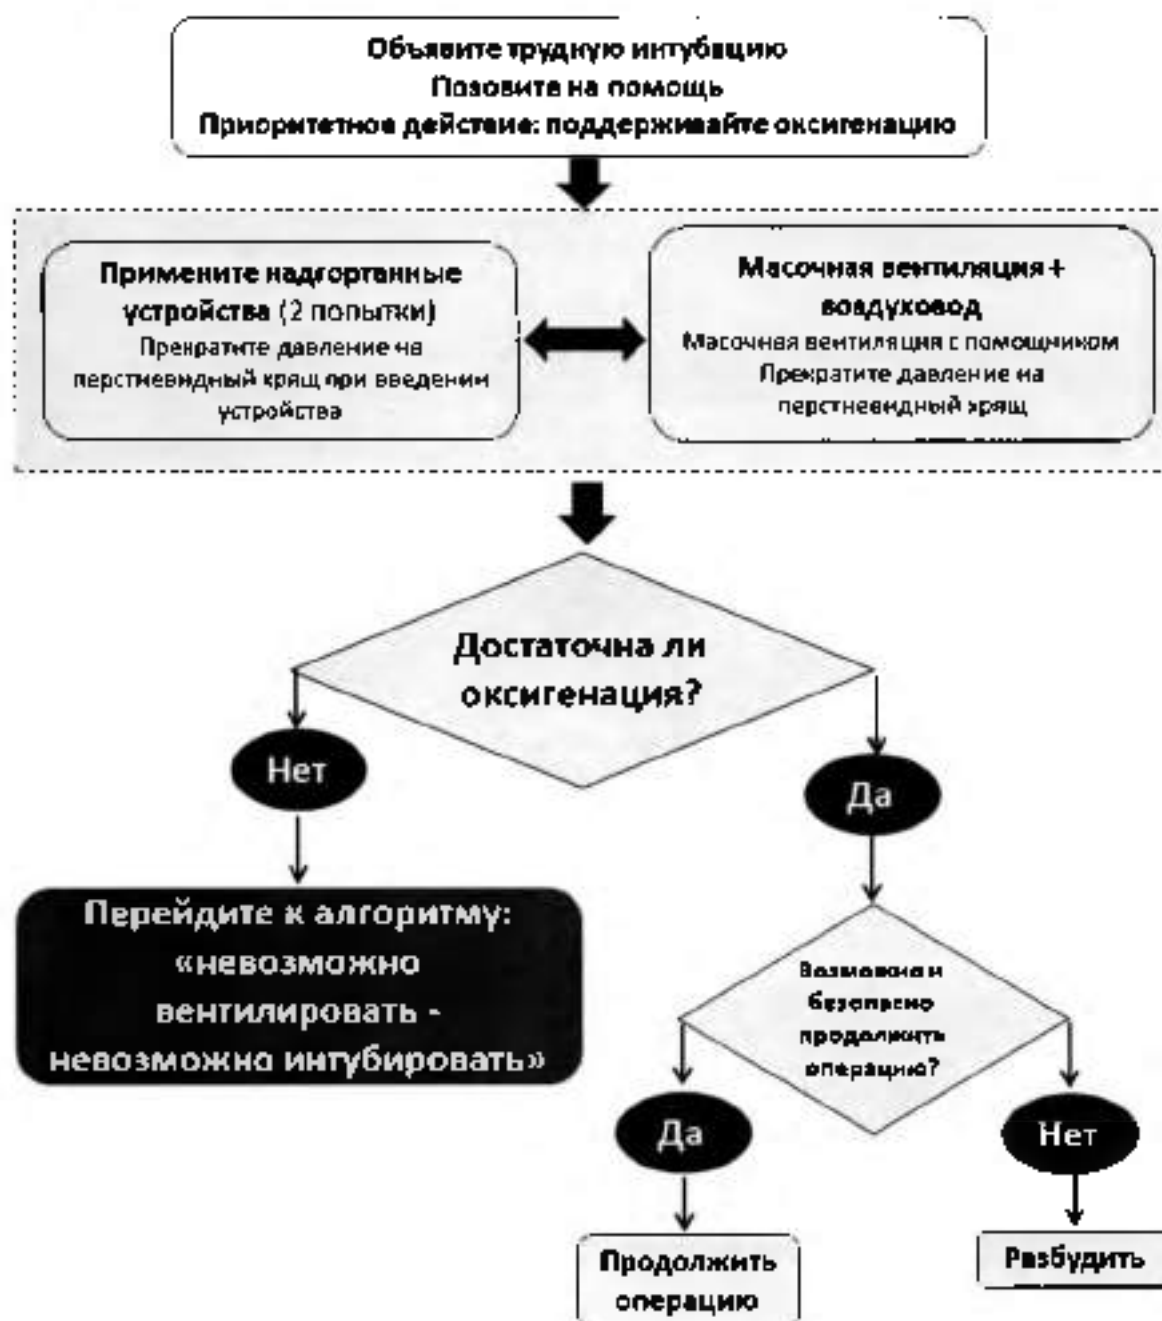 Объявите трудную интубацию
Позовите на помощь
Приоритетное действие: поддерживайте оксигенацию
Примените надгортанные
устройства (2 попытки)
Прекратите давление на
перстневидный хрящ при введении
устройства
Масочная вентиляция +
воздуховод
Масочная вентиляция с помощником
Прекратите давление на
перстневидный хрящ
Достаточна ли
оксигенация?
Нет
Да
Перейдите к алгоритму:
«невозможно
вентилировать -
невозможно интубировать»
Возможно и
безопасно
продолжить
операцию?
Да
Нет
Продолжить
операцию
Разбудить